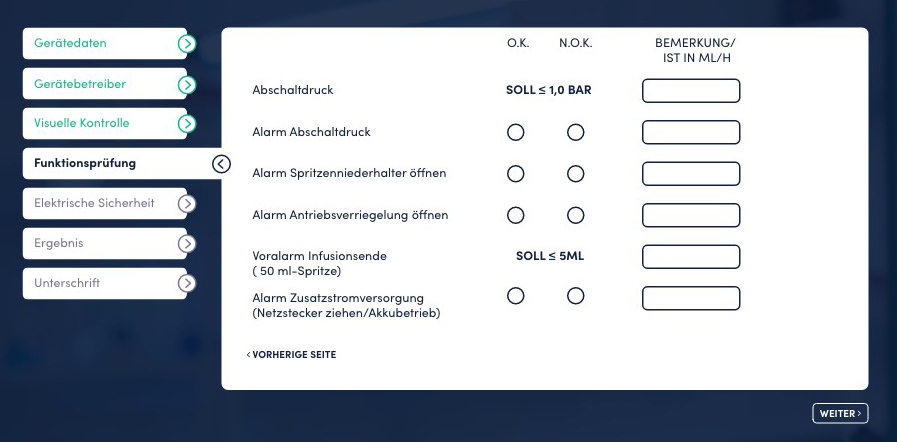 Gerätedaten
Gerätebetreiber
Visuelle Kontrolle
Funktionsprüfung
Elektrische Sicherheit
Ergebnis
Unterschrift
O.K. N.O.K. BEMERKUNG/
IST IN ML/H
Abschaltdruck SOLL ≤ 1,0 BAR
Alarm Abschaltdruck
Alarm Spritzenniederhalter öffnen
Alarm Antriebsverriegelung öffnen
Voralarm Infusionsende SOLL ≤ 5ML
( 50 ml-Spritze)
Alarm Zusatzstromversorgung
(Netzstecker ziehen/Akkubetrieb)
‹ VORHERIGE SEITE
WEITER ›